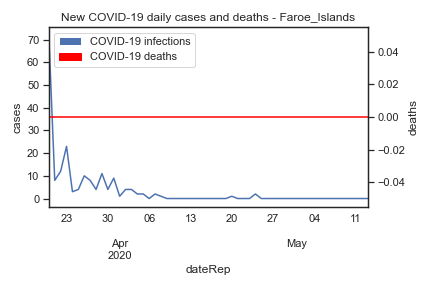 New COVID-19 daily cases and deaths - Faroe_Islands
COVID-19 infections
COVID-19 deaths
cases
70
60
50
40
30
20
10
0
deaths
0.04
0.02
0.00
−0.02
−0.04
23 30 06 13 20 27 04 11
Apr May
2020
dateRep